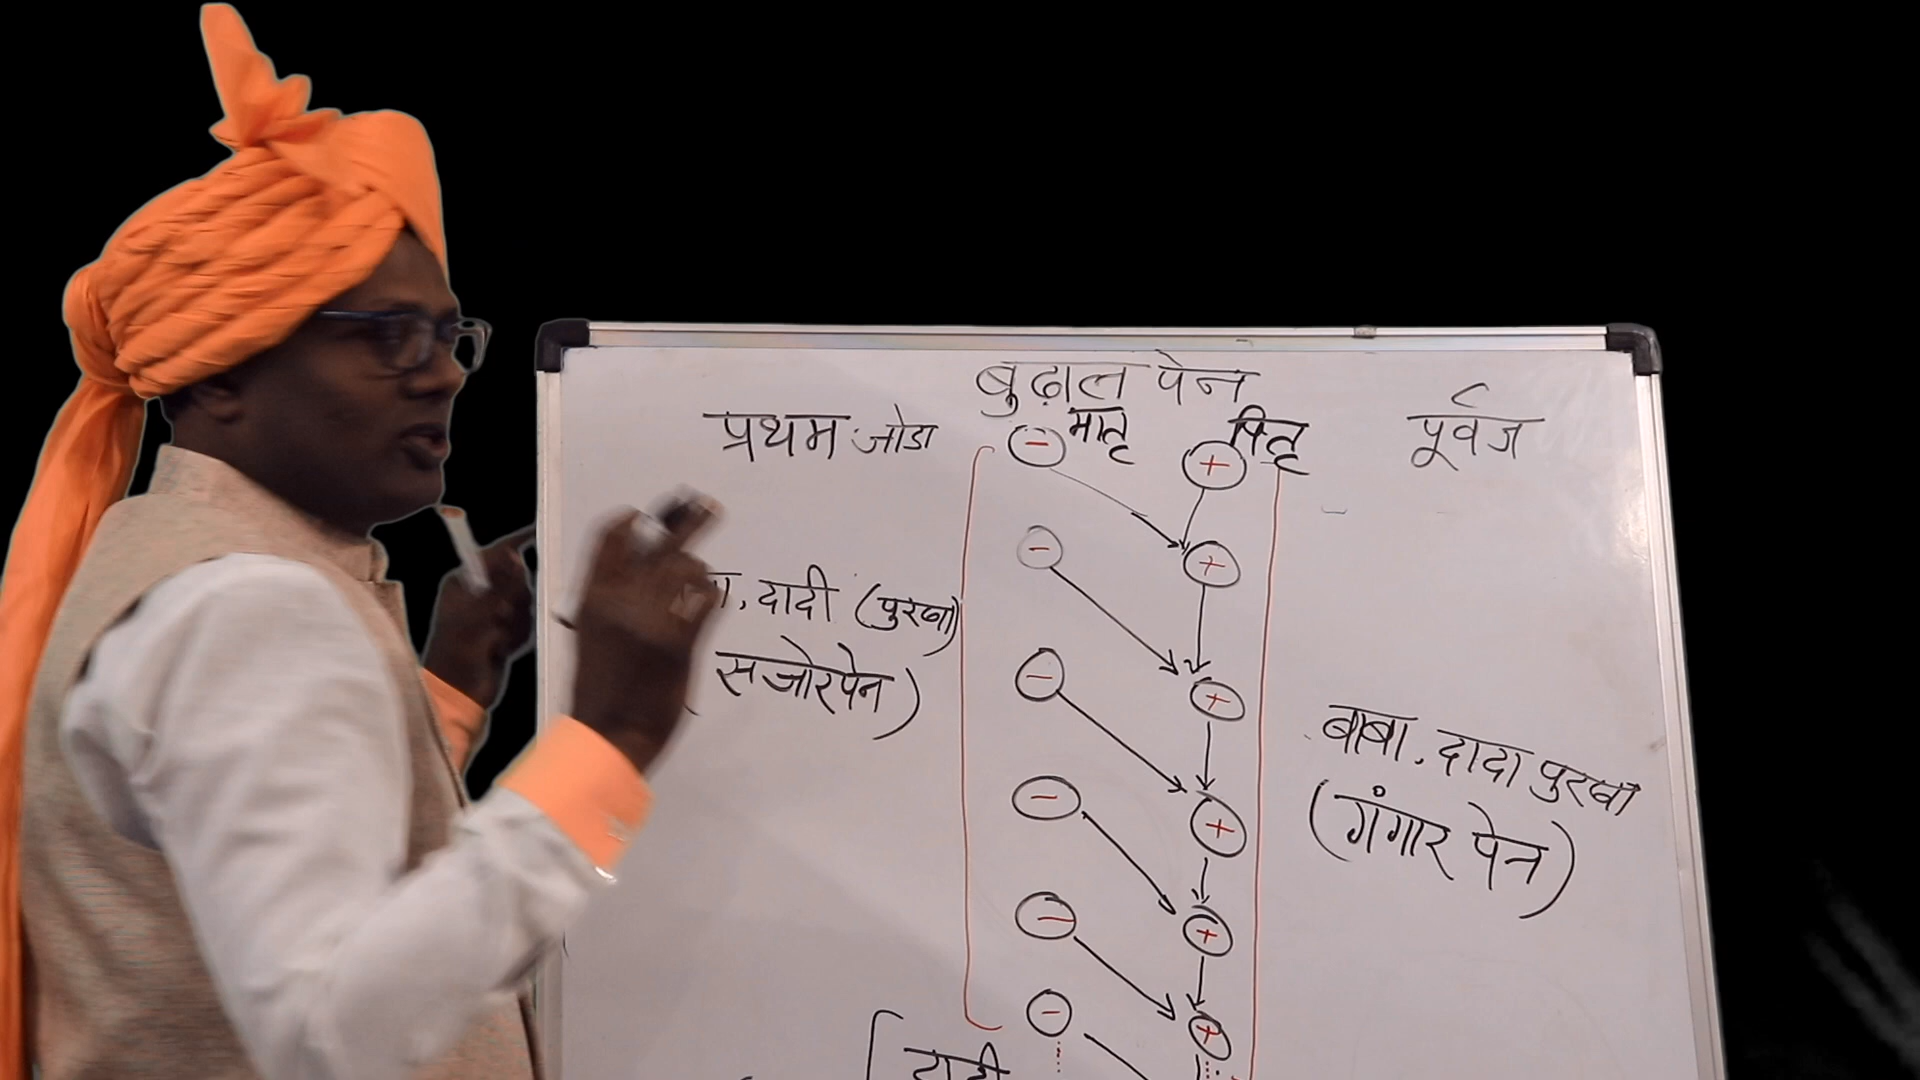 बुढ़ाल पेन
प्रथम जोडा - मातृ + पितृ पूर्वज
- +
दादी (पुरखा)
(सजोरपेन)
- +
बाबा, दादा पुरखा
(गंगार पेन)
- +
- +
- +
दादी